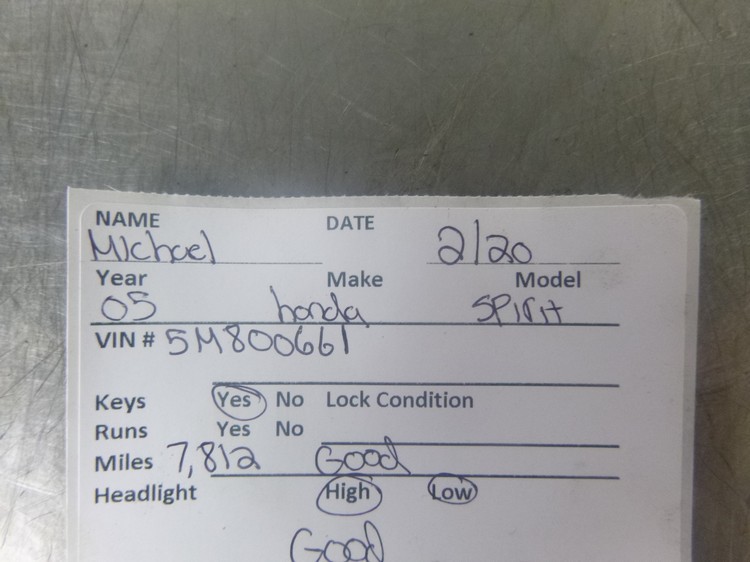 NAME DATE
MIchael 2/20
Year Make Model
05 honda SPIrit
VIN # 5M800661
Keys Yes No Lock Condition
Runs Yes No
Miles 7,812 Good
Headlight High Low
Good